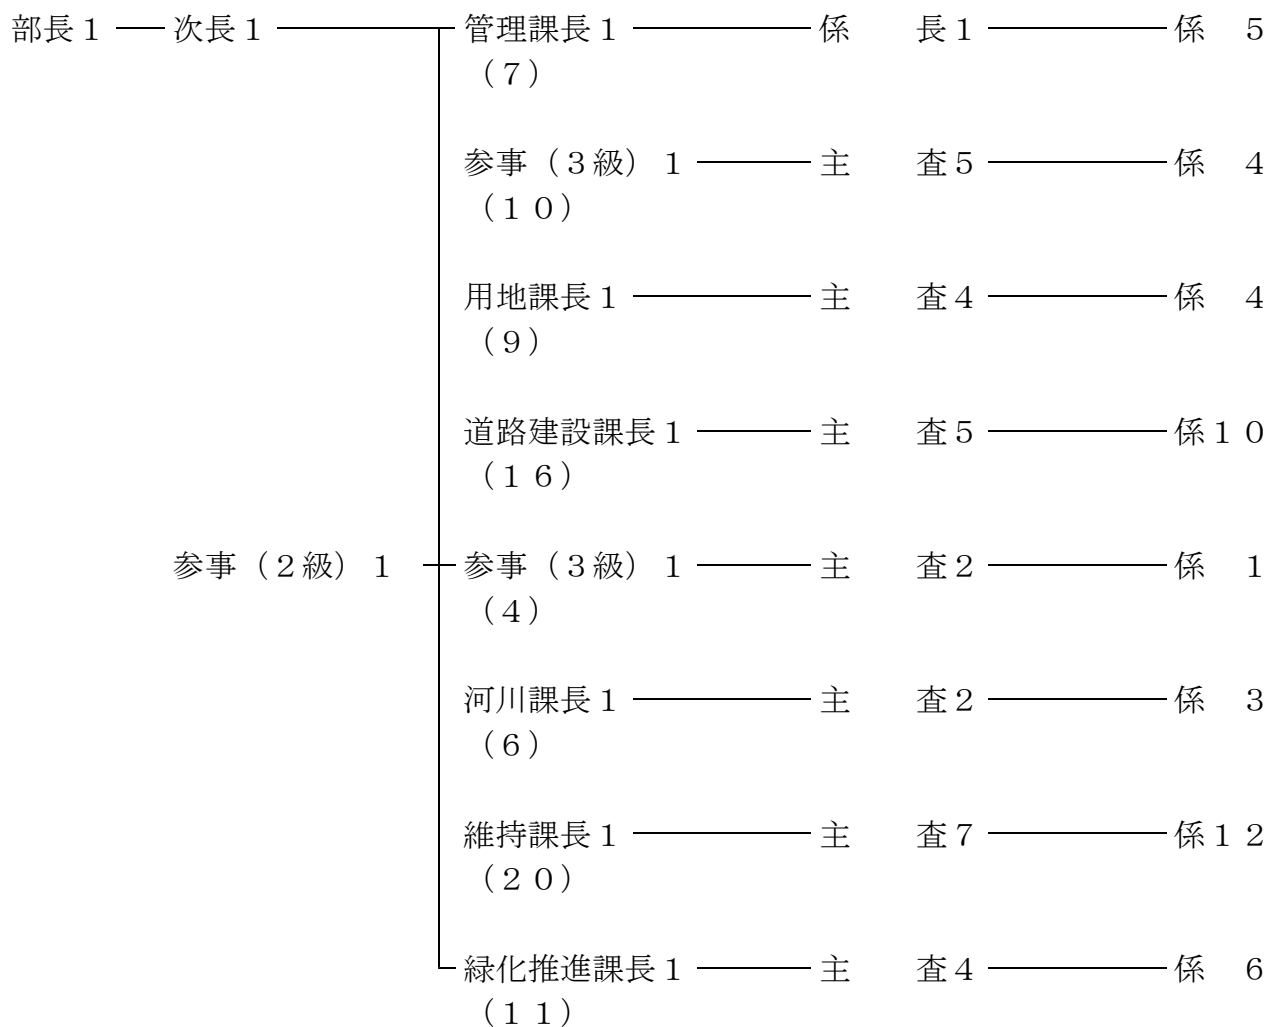 部長１ 次長１ 管理課長１ 係　　長１ 係　５
（７）
参事（３級）１ 主　　査５ 係　４
（１０）
用地課長１ 主　　査４ 係　４
（９）
道路建設課長１ 主　　査５ 係１０
（１６）
参事（２級）１ 参事（３級）１ 主　　査２ 係　１
（４）
河川課長１ 主　　査２ 係　３
（６）
維持課長１ 主　　査７ 係１２
（２０）
緑化推進課長１ 主　　査４ 係　６
（１１）